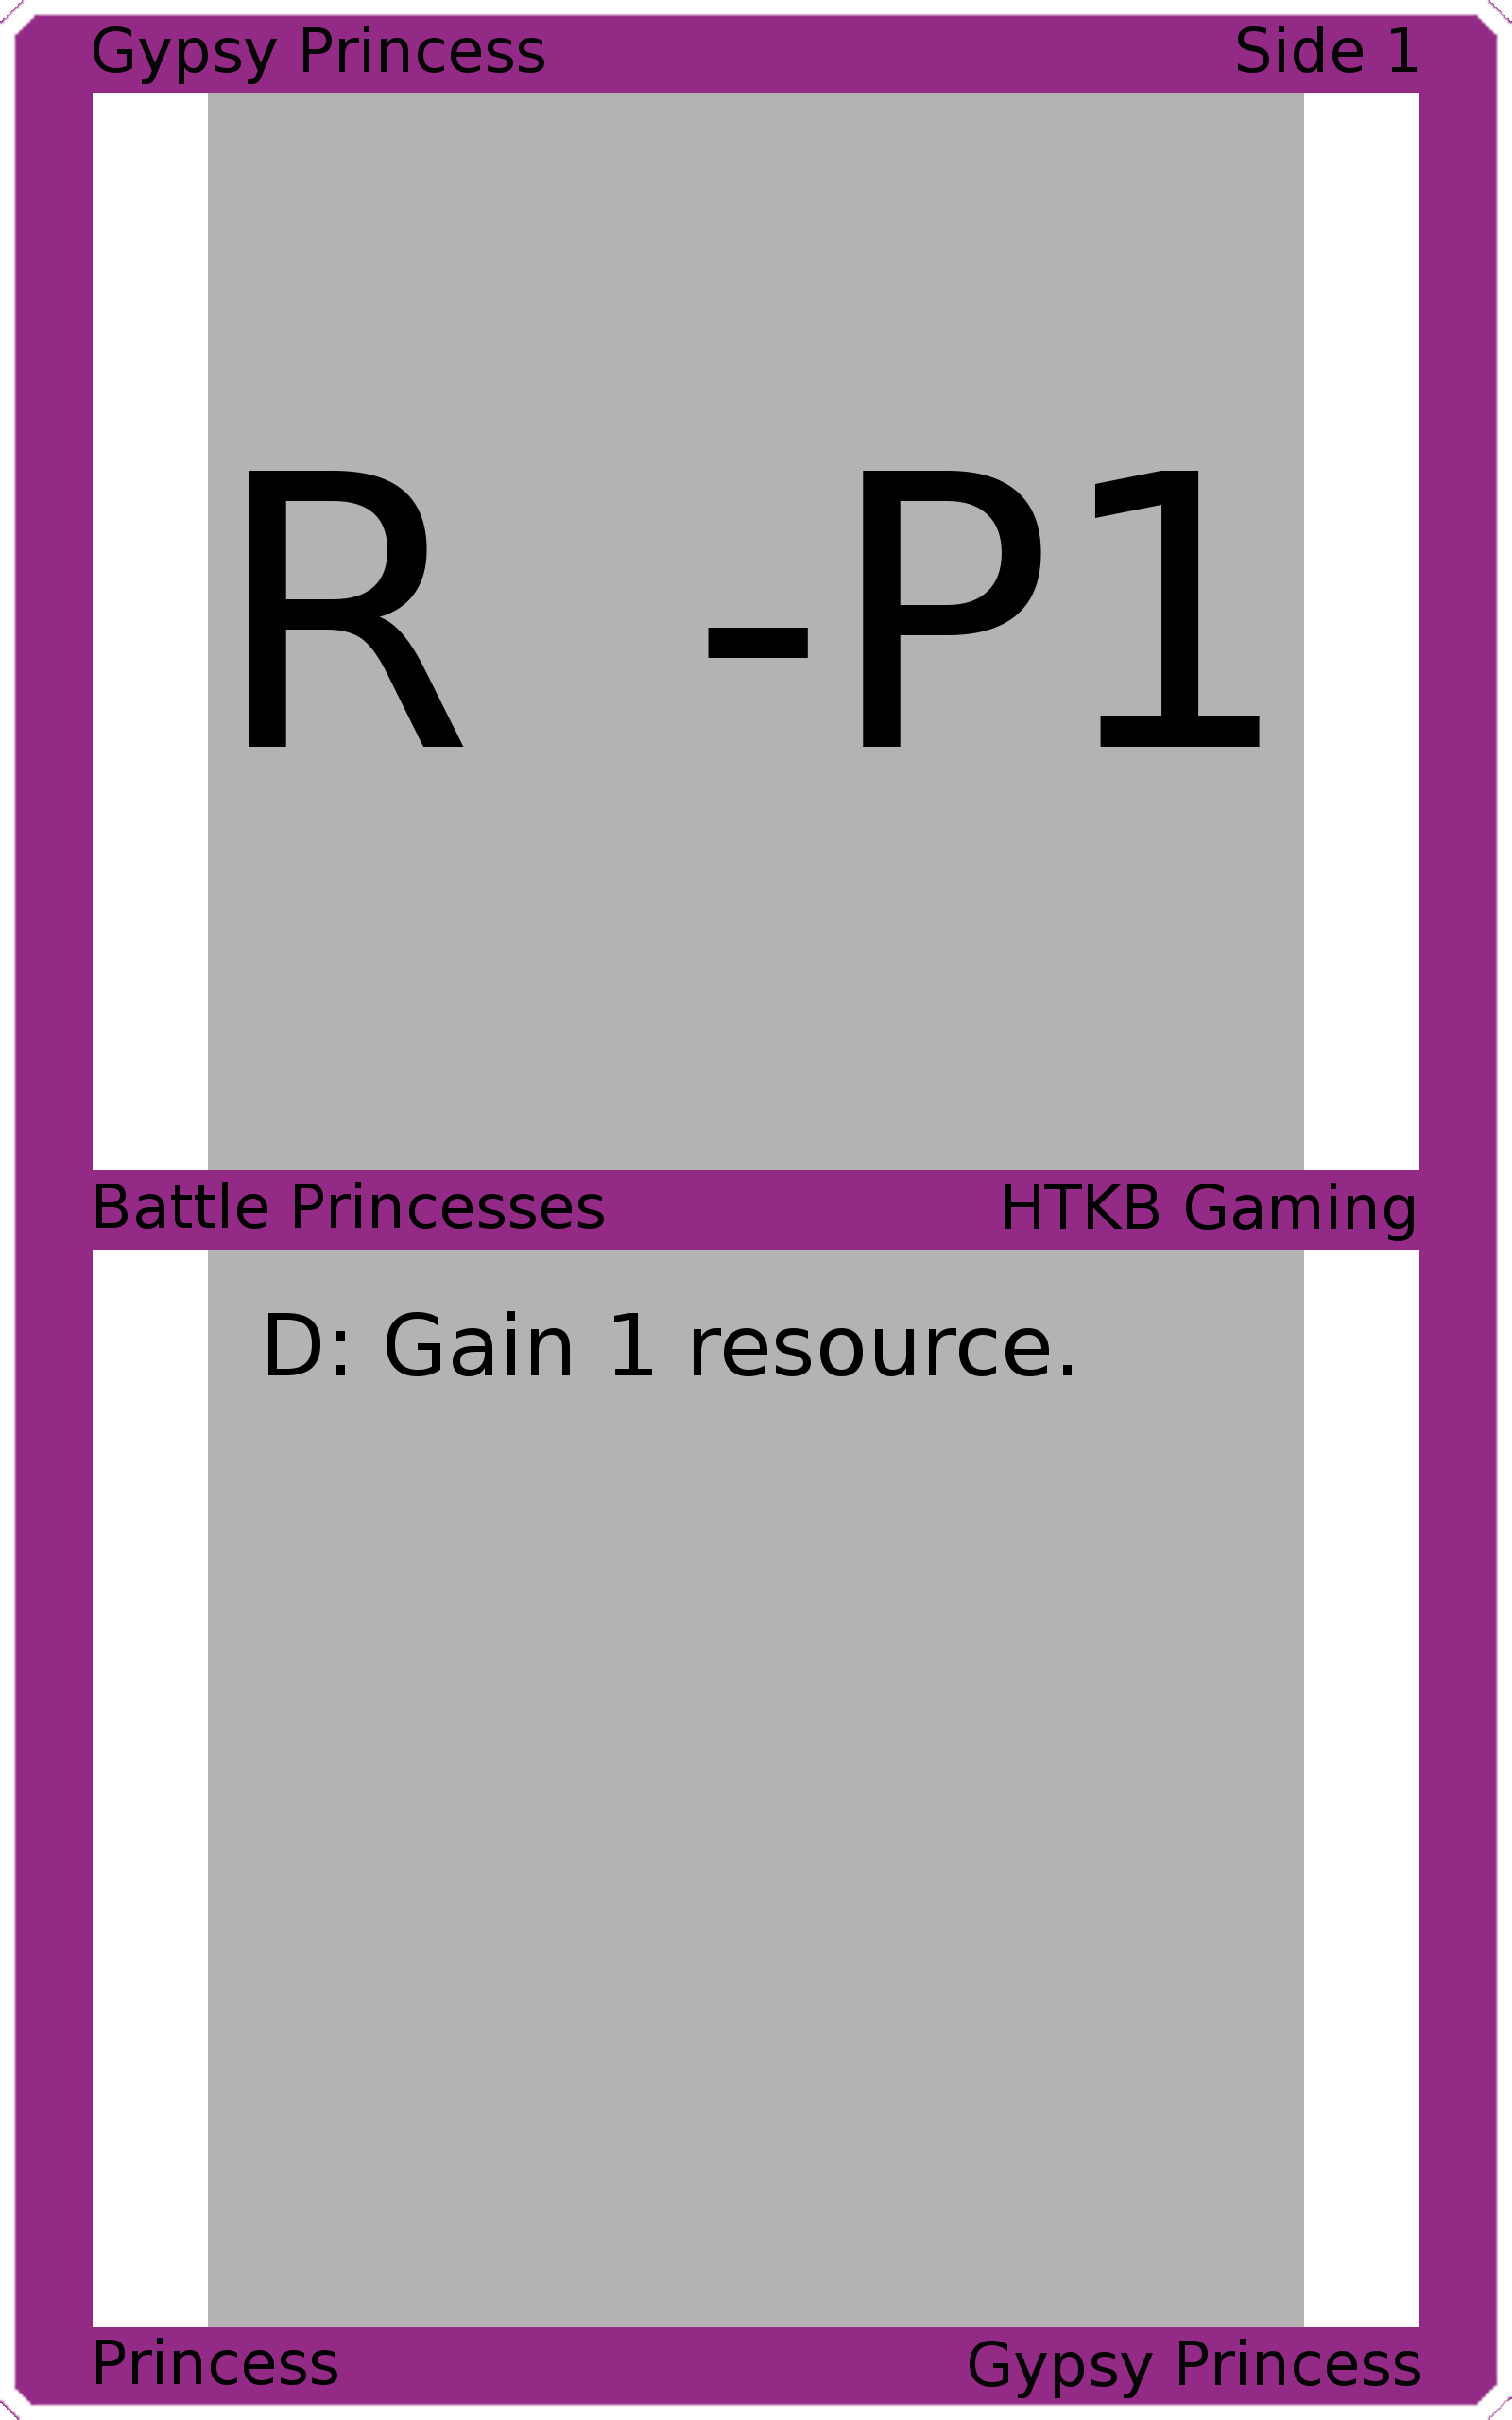 Gypsy Princess Side 1
R -P1
Battle Princesses HTKB Gaming
D: Gain 1 resource.
Princess Gypsy Princess